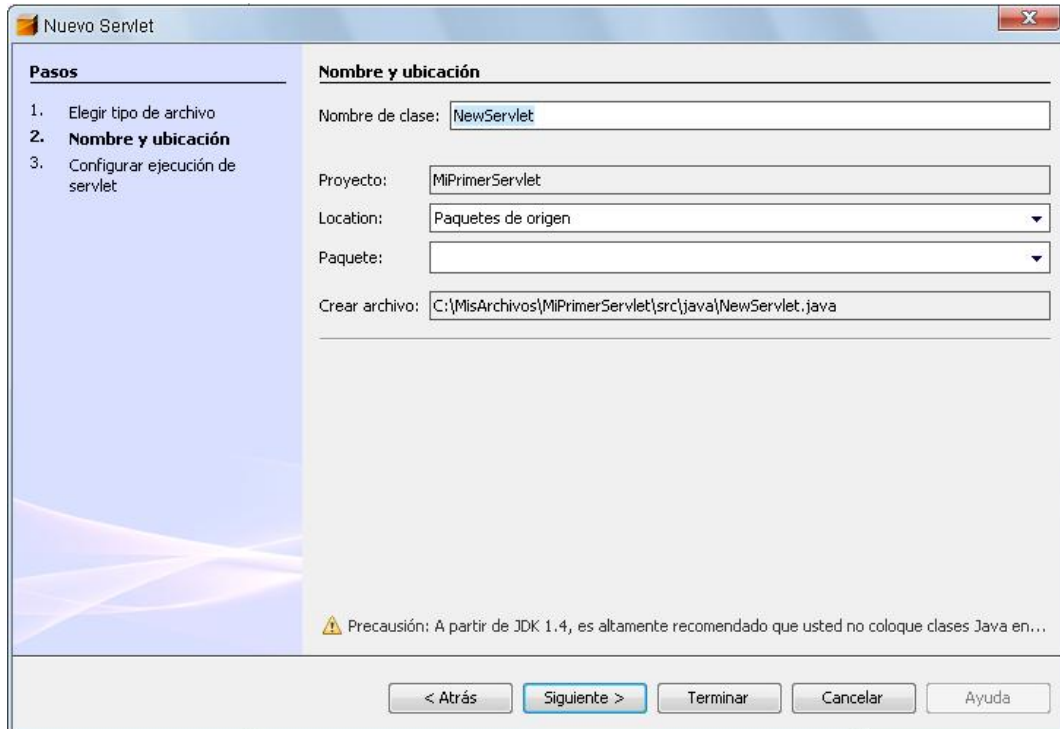 Nuevo Servlet
Pasos
1. Elegir tipo de archivo
2. Nombre y ubicación
3. Configurar ejecución de
servlet
Nombre y ubicación
Nombre de clase: NewServlet
Proyecto: MiPrimerServlet
Location: Paquetes de origen
Paquete:
Crear archivo: C:\MisArchivos\MiPrimerServlet\src\java\NewServlet.java
Precausión: A partir de JDK 1.4, es altamente recomendado que usted no coloque clases Java en...
< Atrás Siguiente > Terminar Cancelar Ayuda